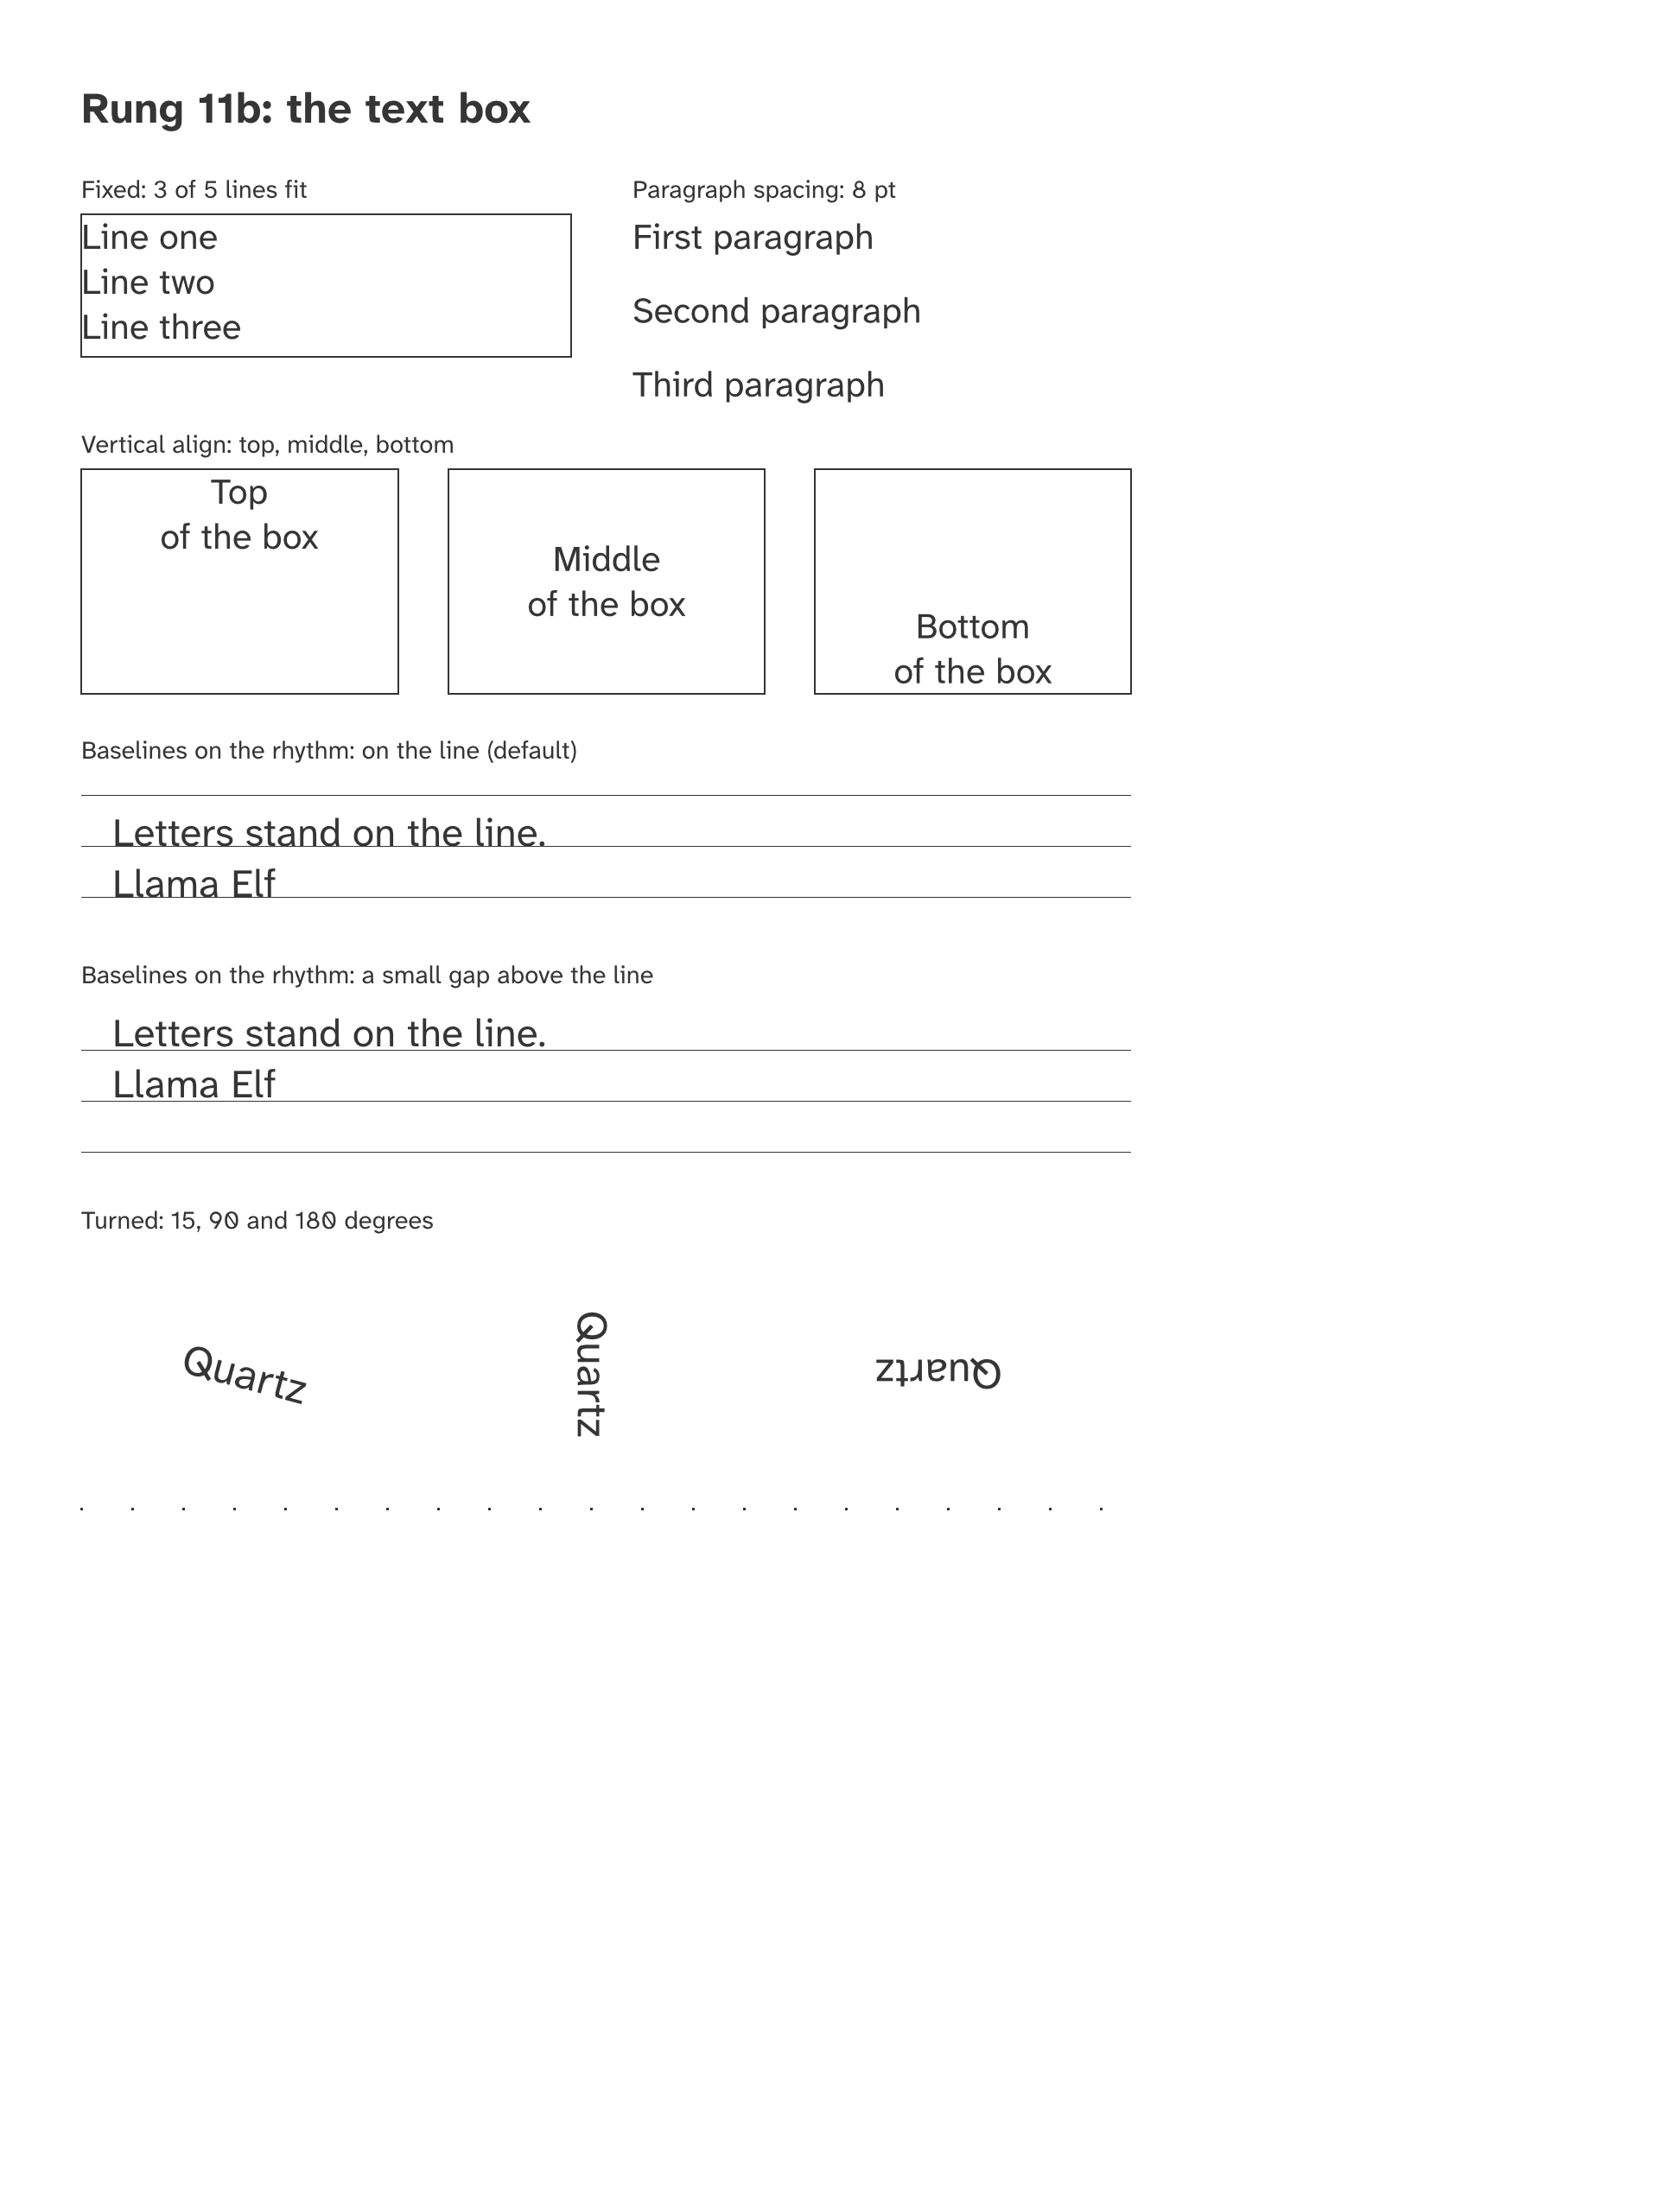 Rung 11b: the text box
Fixed: 3 of 5 lines fit
Line one
Line two
Line three
Paragraph spacing: 8 pt
First paragraph
Second paragraph
Third paragraph
Vertical align: top, middle, bottom
Top
of the box
Middle
of the box
Bottom
of the box
Baselines on the rhythm: on the line (default)
Letters stand on the line.
Llama Elf
Baselines on the rhythm: a small gap above the line
Letters stand on the line.
Llama Elf
Turned: 15, 90 and 180 degrees
Quartz
Quartz
Quartz